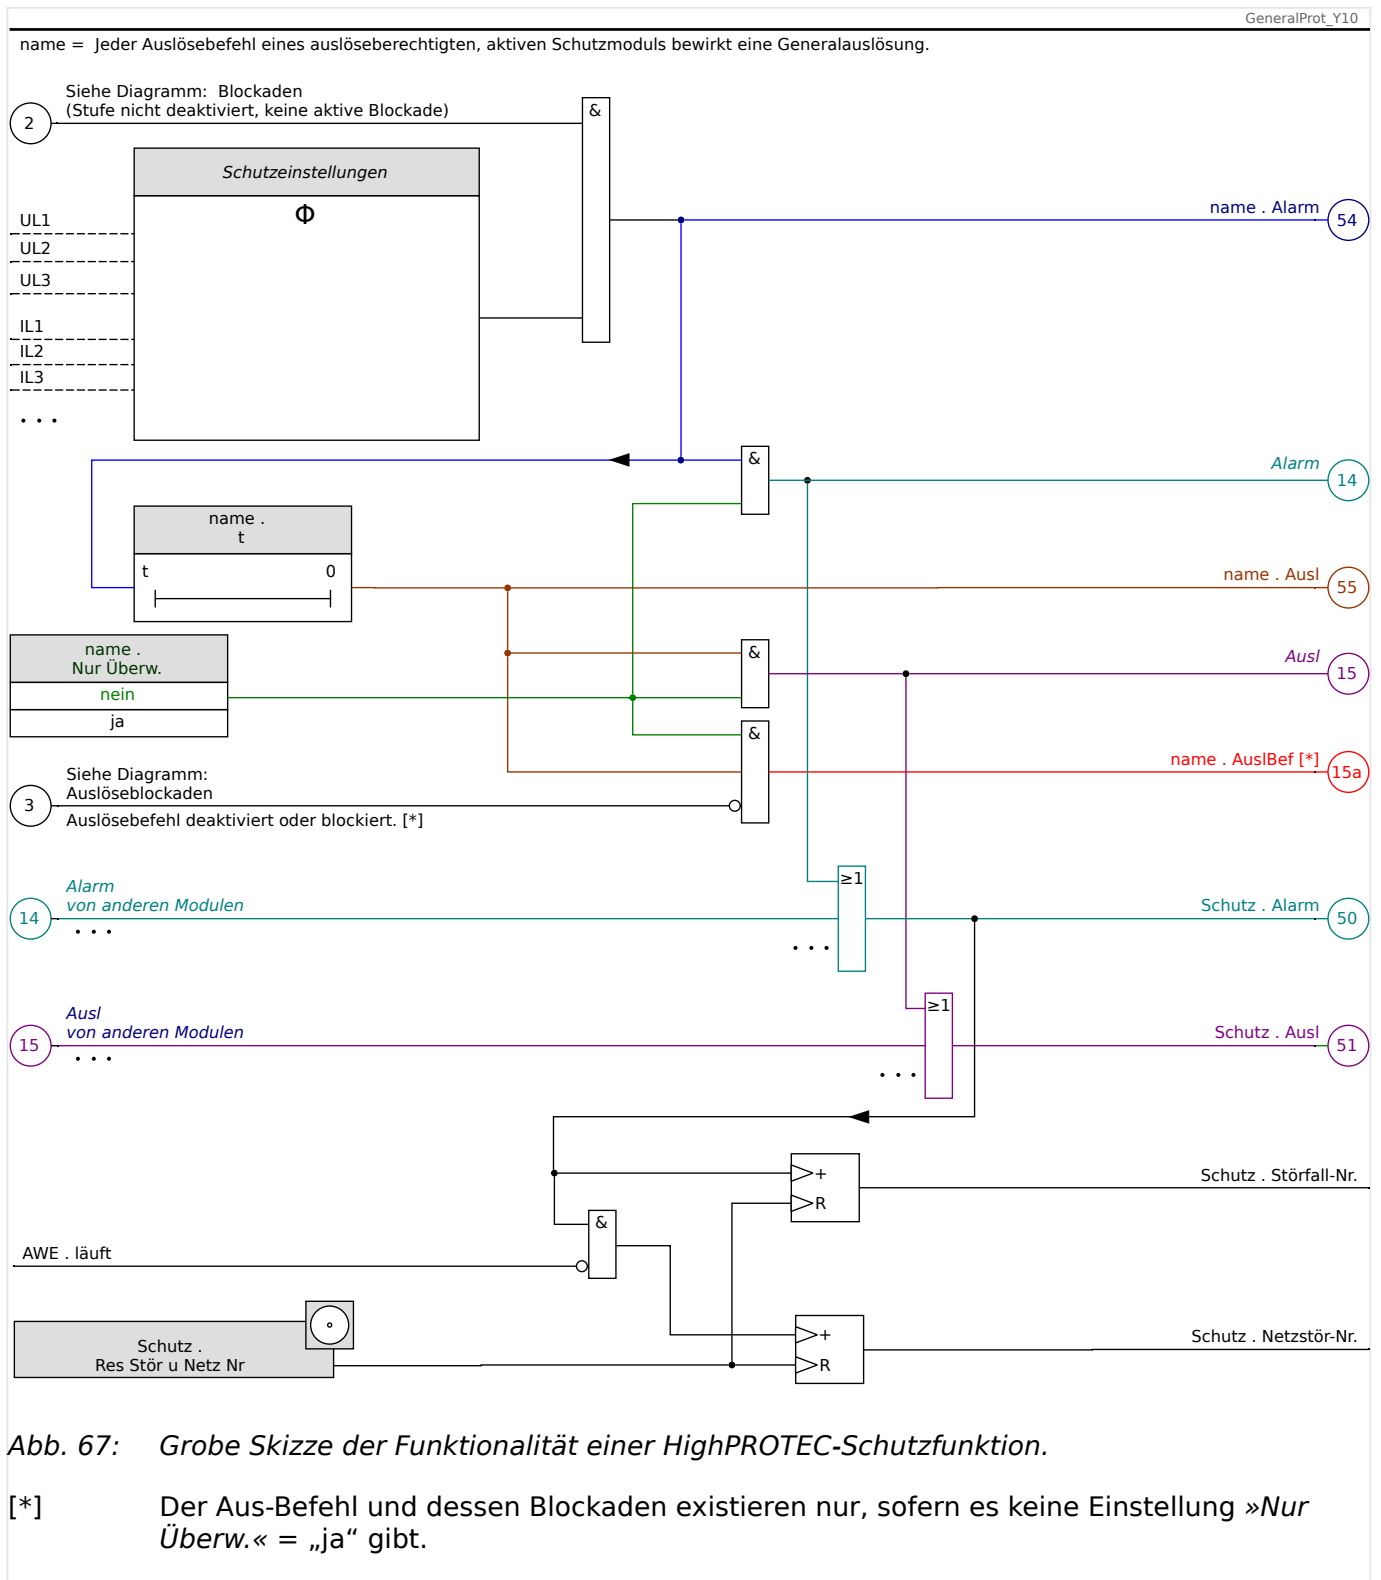 GeneralProt_Y10
name = Jeder Auslösebefehl eines auslöseberechtigten, aktiven Schutzmoduls bewirkt eine Generalauslösung.
Siehe Diagramm: Blockaden
(Stufe nicht deaktiviert, keine aktive Blockade)
2
&
Schutzeinstellungen
Φ
UL1
UL2
UL3
IL1
IL2
IL3
. . .
name . Alarm
54
&
Alarm
14
name .
t
t 0
name . Ausl
55
name .
Nur Überw.
nein
ja
&
Ausl
15
&
name . AuslBef [*]
15a
Siehe Diagramm:
Auslöseblockaden
3
Auslösebefehl deaktiviert oder blockiert. [*]
Alarm
von anderen Modulen
14
. . .
≥1
. . .
Schutz . Alarm
50
Ausl
von anderen Modulen
15
. . .
≥1
. . .
Schutz . Ausl
51
+
R
Schutz . Störfall-Nr.
&
AWE . läuft
Schutz .
Res Stör u Netz Nr
+
R
Schutz . Netzstör-Nr.
Abb. 67: Grobe Skizze der Funktionalität einer HighPROTEC-Schutzfunktion.
[*] Der Aus-Befehl und dessen Blockaden existieren nur, sofern es keine Einstellung »Nur
Überw.« = „ja“ gibt.